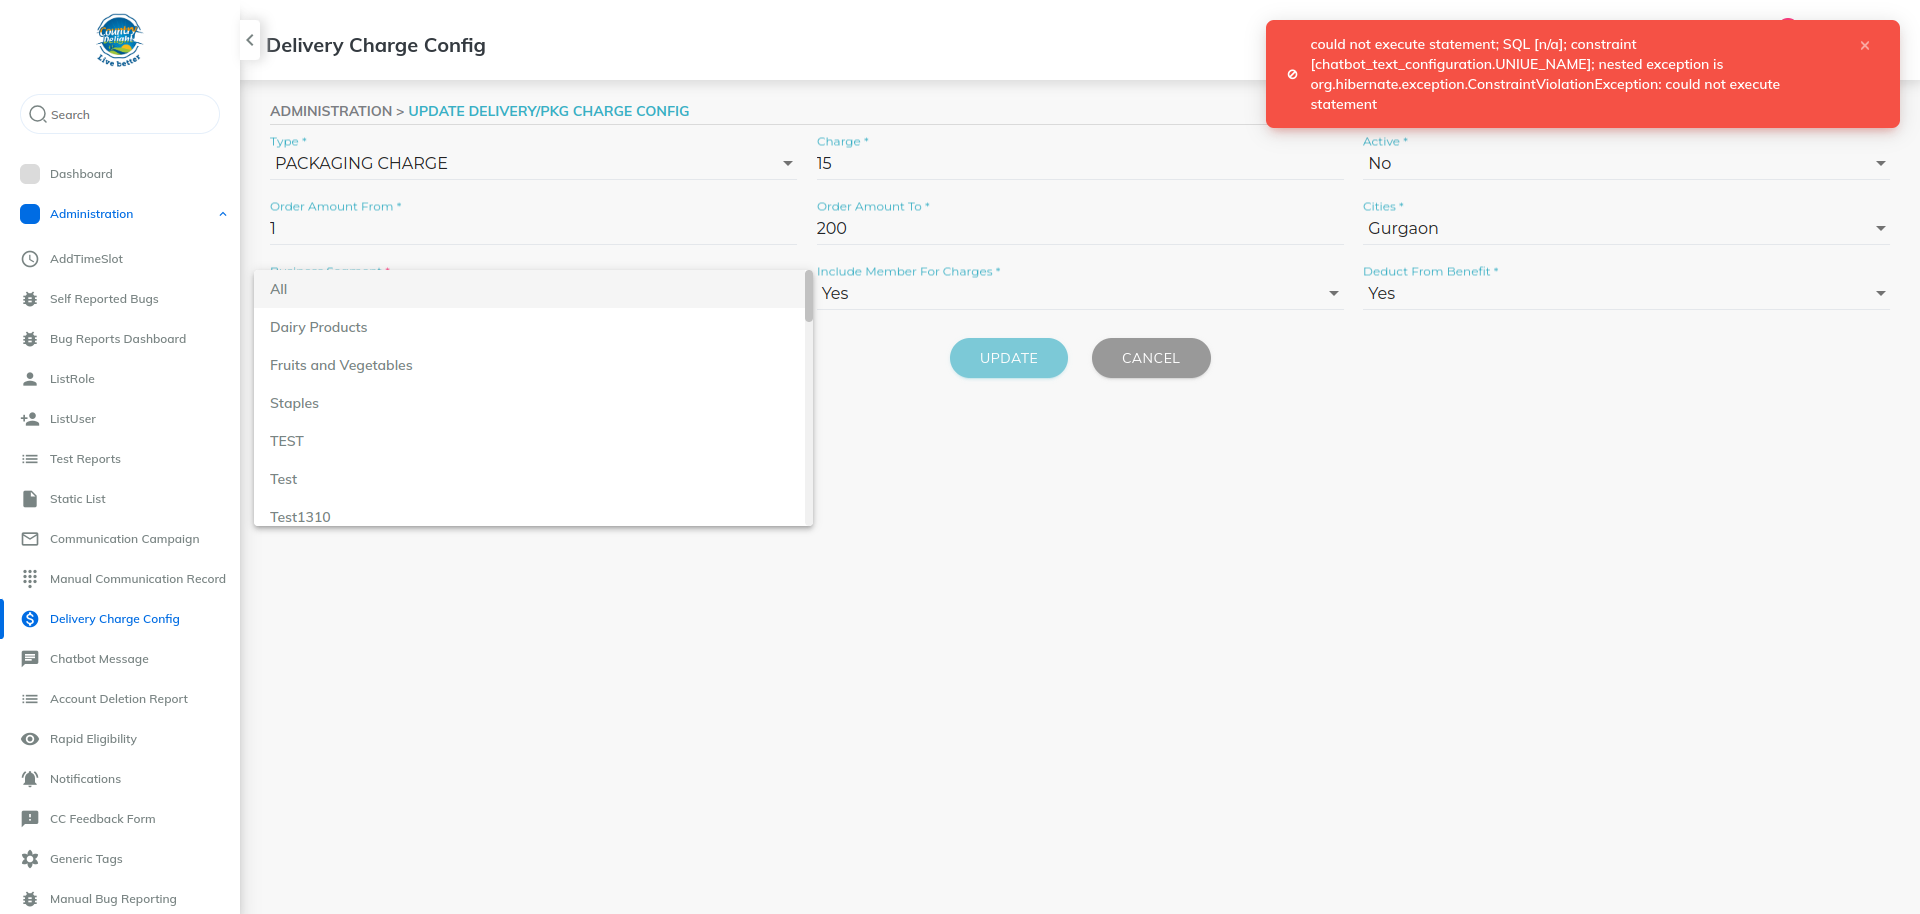 Country
Delight
Live better
Search
Dashboard
Administration
AddTimeSlot
Self Reported Bugs
Bug Reports Dashboard
ListRole
ListUser
Test Reports
Static List
Communication Campaign
Manual Communication Record
Delivery Charge Config
Chatbot Message
Account Deletion Report
Rapid Eligibility
Notifications
CC Feedback Form
Generic Tags
Manual Bug Reporting
Delivery Charge Config
could not execute statement; SQL [n/a]; constraint
[chatbot_text_configuration.UNIUE_NAME]; nested exception is
org.hibernate.exception.ConstraintViolationException: could not execute
statement
ADMINISTRATION > UPDATE DELIVERY/PKG CHARGE CONFIG
Type *
PACKAGING CHARGE
Charge *
15
Active *
No
Order Amount From *
1
Order Amount To *
200
Cities *
Gurgaon
Business Segment *
All
Dairy Products
Fruits and Vegetables
Staples
TEST
Test
Test1310
Include Member For Charges *
Yes
Deduct From Benefit *
Yes
UPDATE
CANCEL